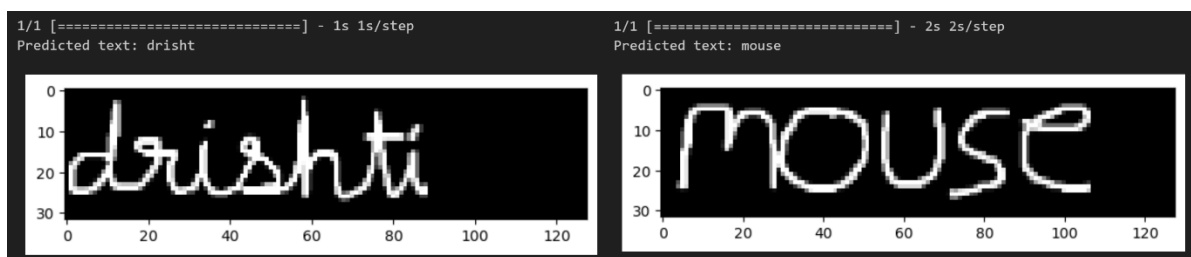 1/1 [==============================] - 1s 1s/step
Predicted text: drisht
0
10
20
30
drishti
0 20 40 60 80 100 120
1/1 [==============================] - 2s 2s/step
Predicted text: mouse
0
10
20
30
mouse
0 20 40 60 80 100 120